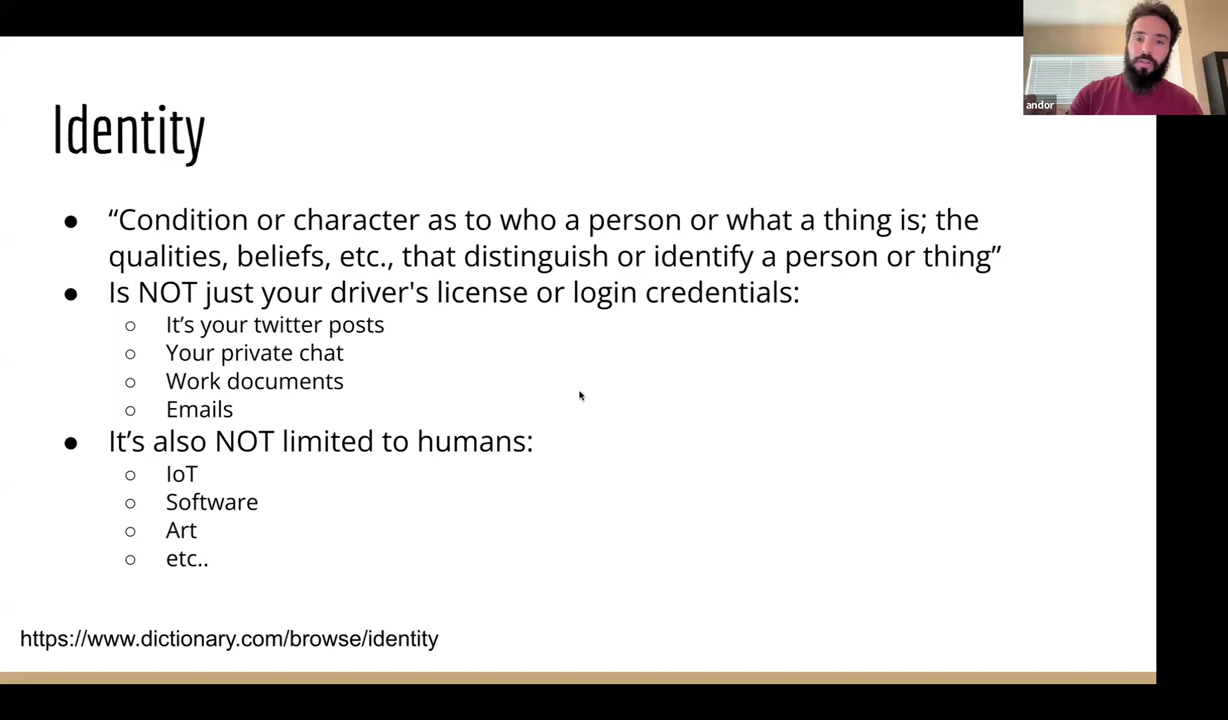 andor
Identity
● “Condition or character as to who a person or what a thing is; the
qualities, beliefs, etc., that distinguish or identify a person or thing”
● Is NOT just your driver's license or login credentials:
○ It’s your twitter posts
○ Your private chat
○ Work documents
○ Emails
● It’s also NOT limited to humans:
○ IoT
○ Software
○ Art
○ etc..
https://www.dictionary.com/browse/identity